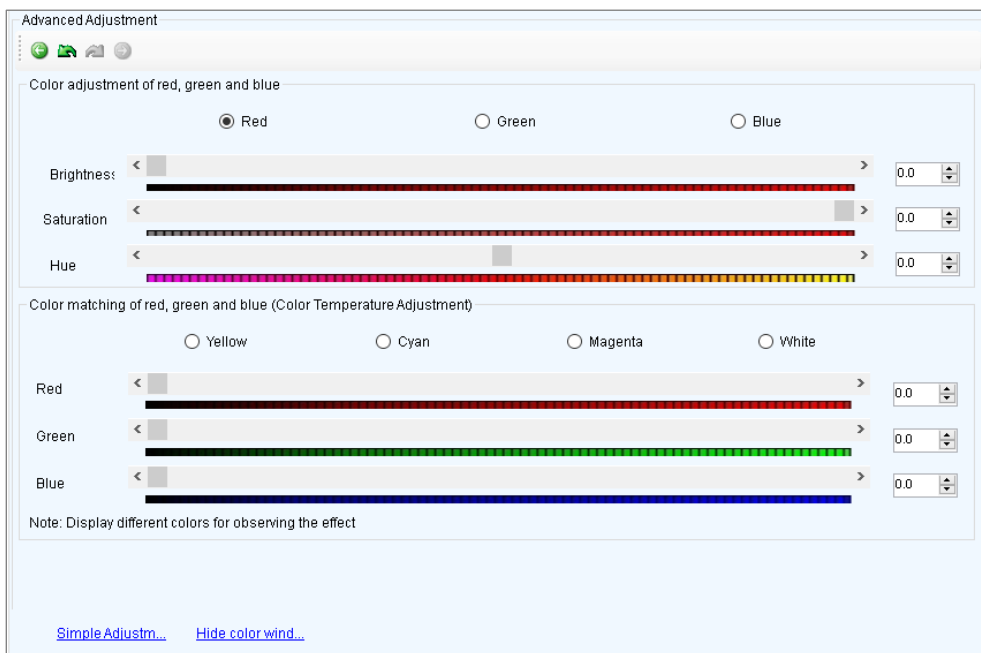 Advanced Adjustment
Color adjustment of red, green and blue
Red Green Blue
Brightness 0.0
Saturation 0.0
Hue 0.0
Color matching of red, green and blue (Color Temperature Adjustment)
Yellow Cyan Magenta White
Red 0.0
Green 0.0
Blue 0.0
Note: Display different colors for observing the effect
Simple Adjustm... Hide color wind...